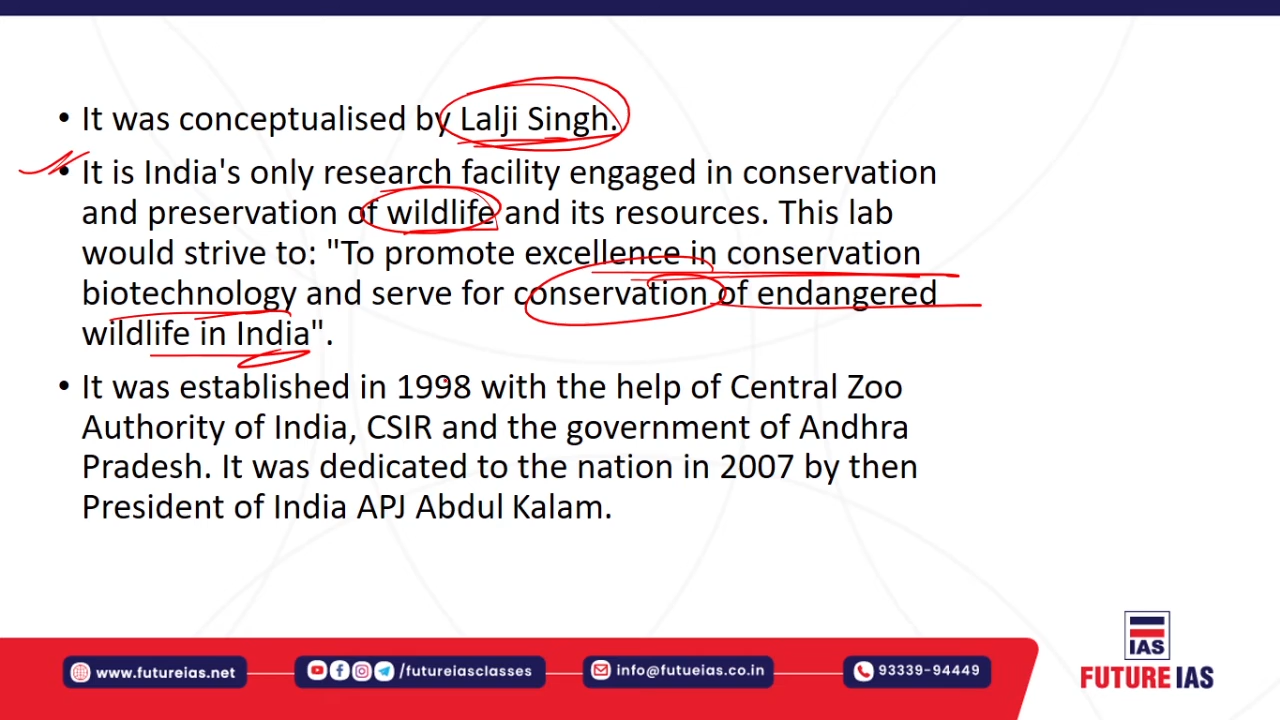 • It was conceptualised by Lalji Singh.
• It is India's only research facility engaged in conservation
and preservation of wildlife and its resources. This lab
would strive to: "To promote excellence in conservation
biotechnology and serve for conservation of endangered
wildlife in India".
• It was established in 1998 with the help of Central Zoo
Authority of India, CSIR and the government of Andhra
Pradesh. It was dedicated to the nation in 2007 by then
President of India APJ Abdul Kalam.
www.futureias.net
/futureiasclasses
info@futueias.co.in
93339-94449
IAS
FUTURE IAS